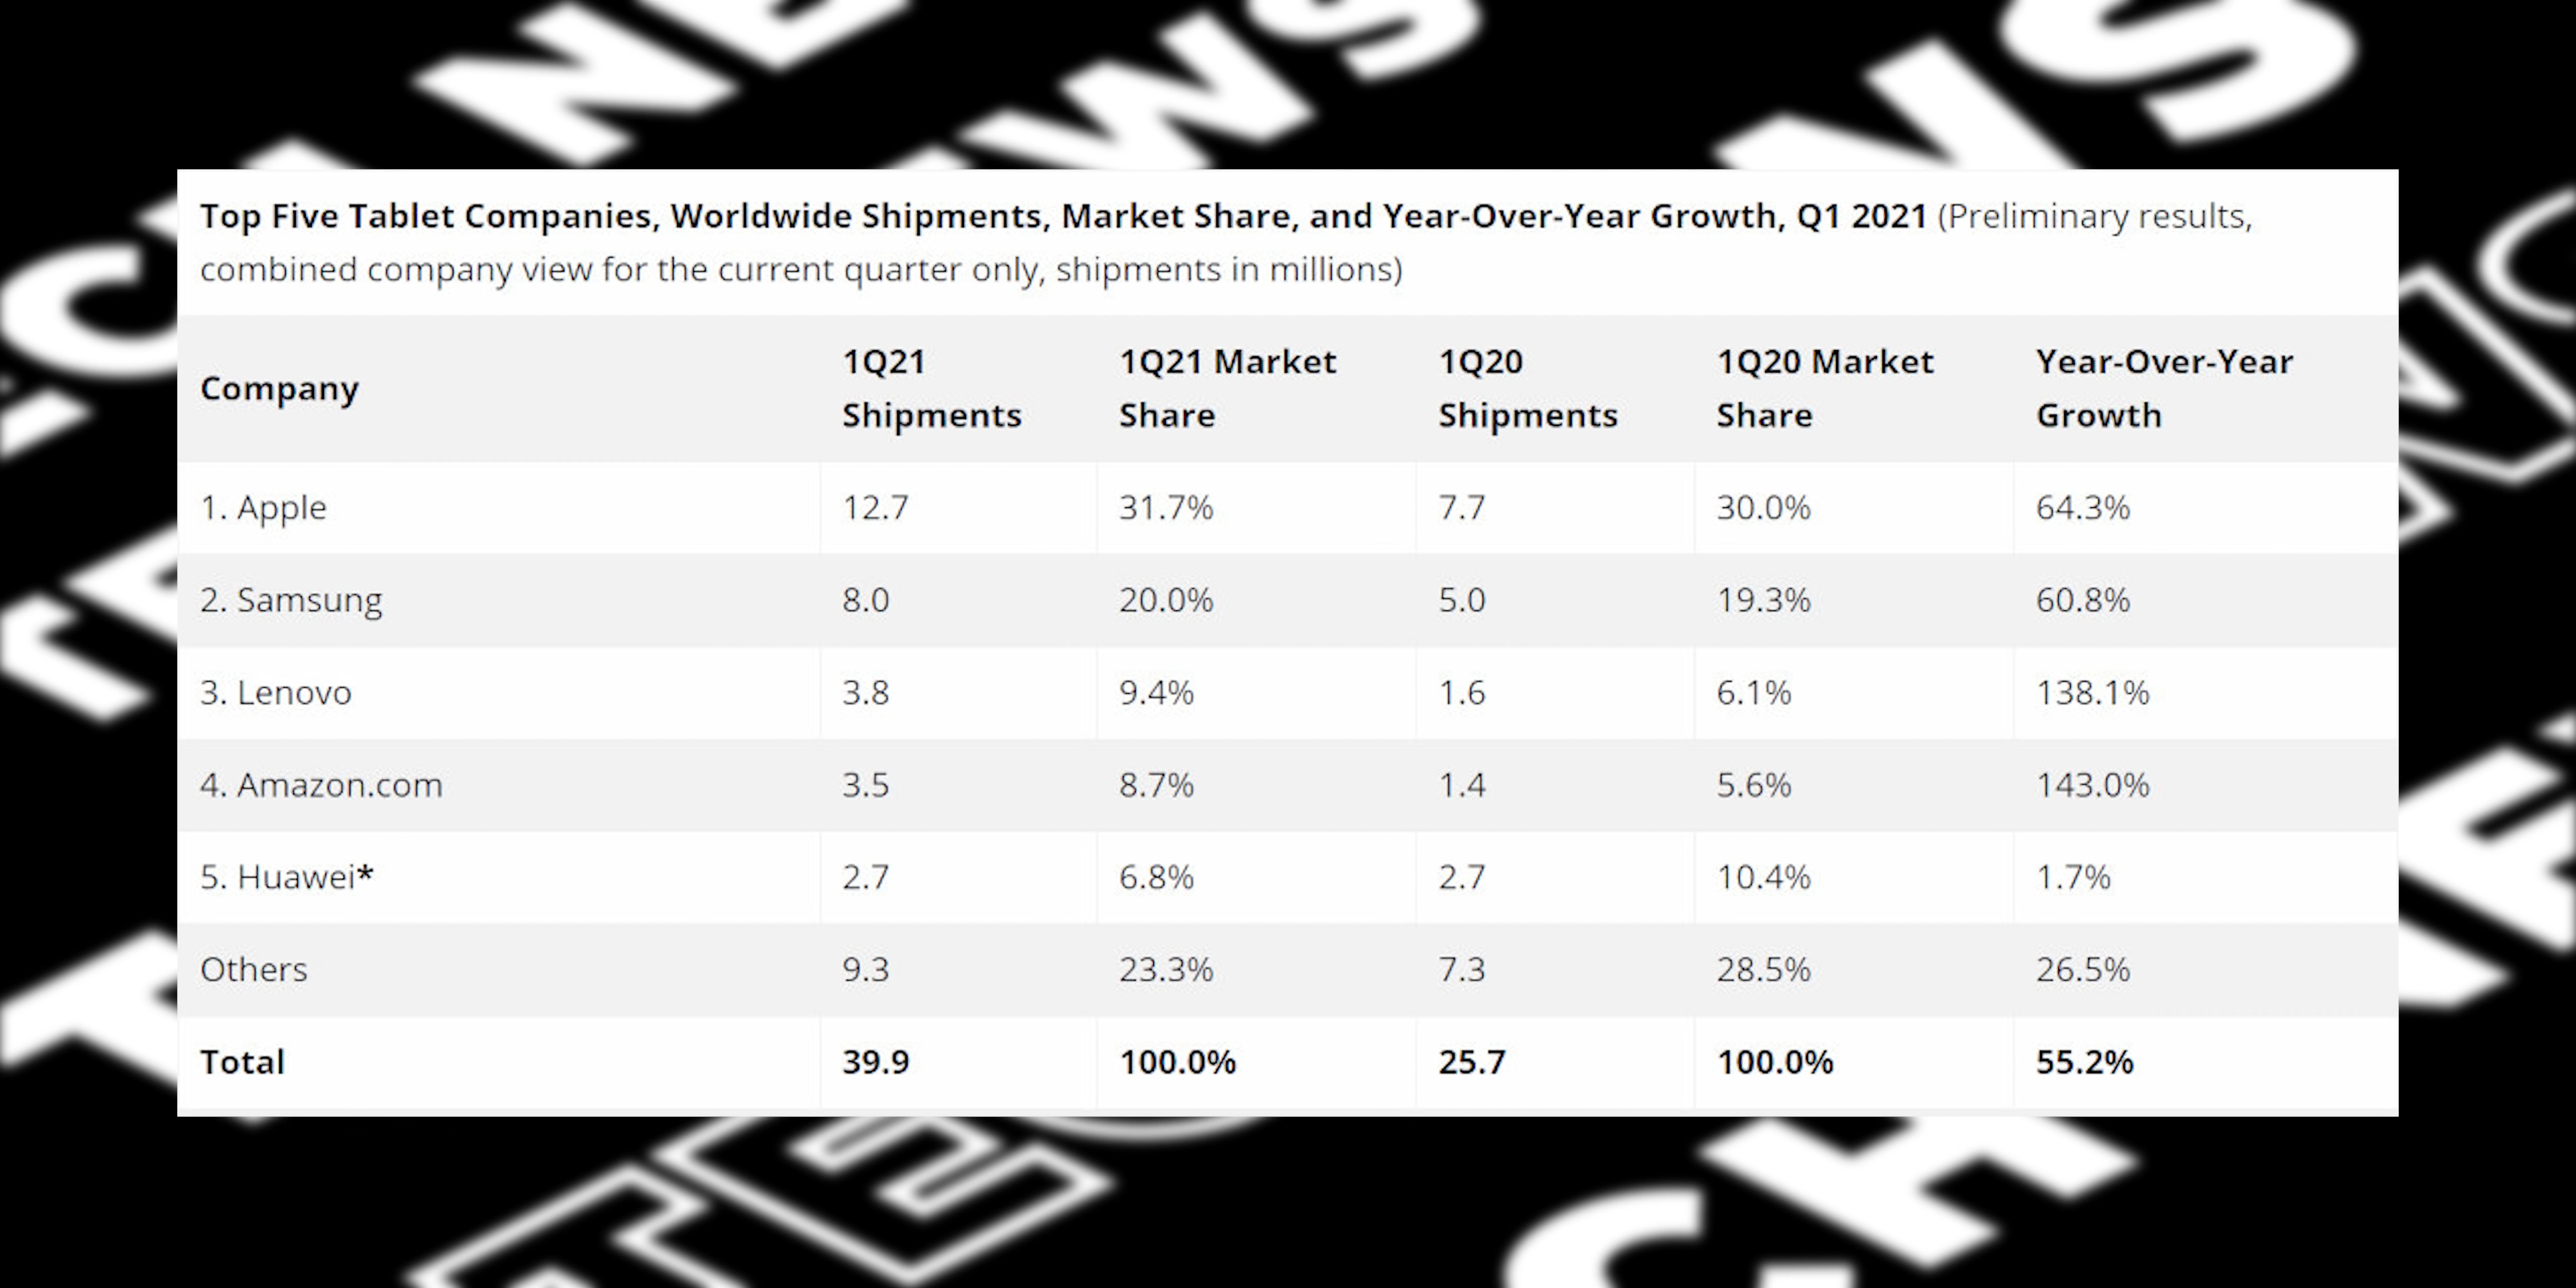 Top Five Tablet Companies, Worldwide Shipments, Market Share, and Year-Over-Year Growth, Q1 2021 (Preliminary results,
combined company view for the current quarter only, shipments in millions)
Company 1Q21 Shipments 1Q21 Market Share 1Q20 Shipments 1Q20 Market Share Year-Over-Year Growth
1. Apple 12.7 31.7% 7.7 30.0% 64.3%
2. Samsung 8.0 20.0% 5.0 19.3% 60.8%
3. Lenovo 3.8 9.4% 1.6 6.1% 138.1%
4. Amazon.com 3.5 8.7% 1.4 5.6% 143.0%
5. Huawei* 2.7 6.8% 2.7 10.4% 1.7%
Others 9.3 23.3% 7.3 28.5% 26.5%
Total 39.9 100.0% 25.7 100.0% 55.2%